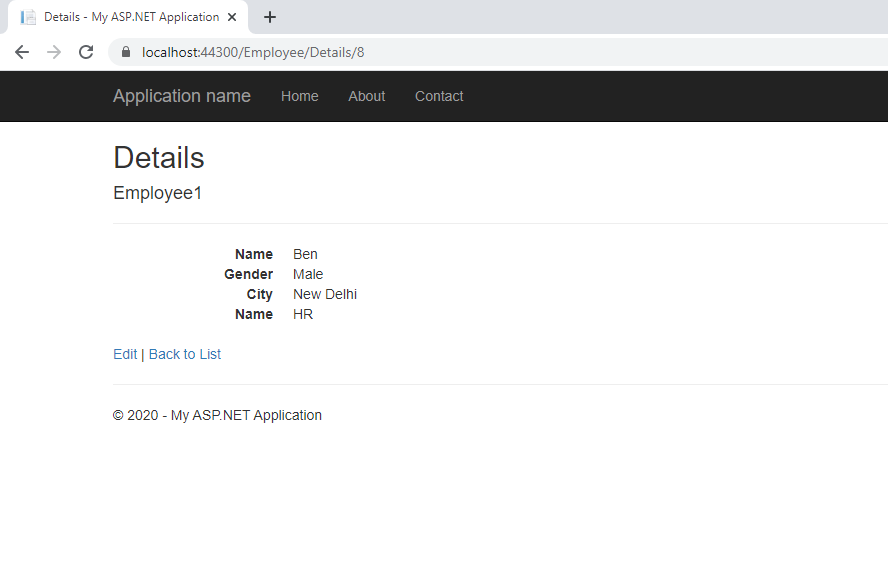 Details - My ASP.NET Application
localhost:44300/Employee/Details/8
Application name Home About Contact
Details
Employee1
Name Ben
Gender Male
City New Delhi
Name HR
Edit | Back to List
© 2020 - My ASP.NET Application